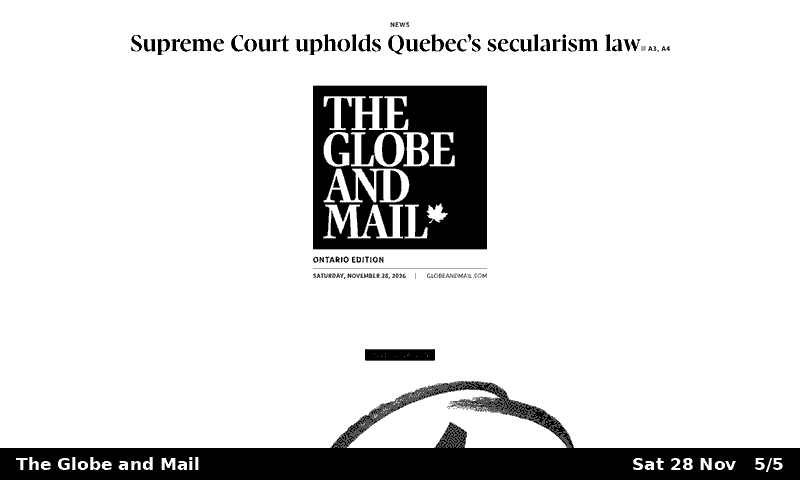 NEWS
Supreme Court upholds Quebec's secularism law ■ A3, A4
THE
GLOBE
AND
MAIL
ONTARIO EDITION
SATURDAY, NOVEMBER 28, 2026 | GLOBEANDMAIL.COM
The Globe and Mail Sat 28 Nov 5/5